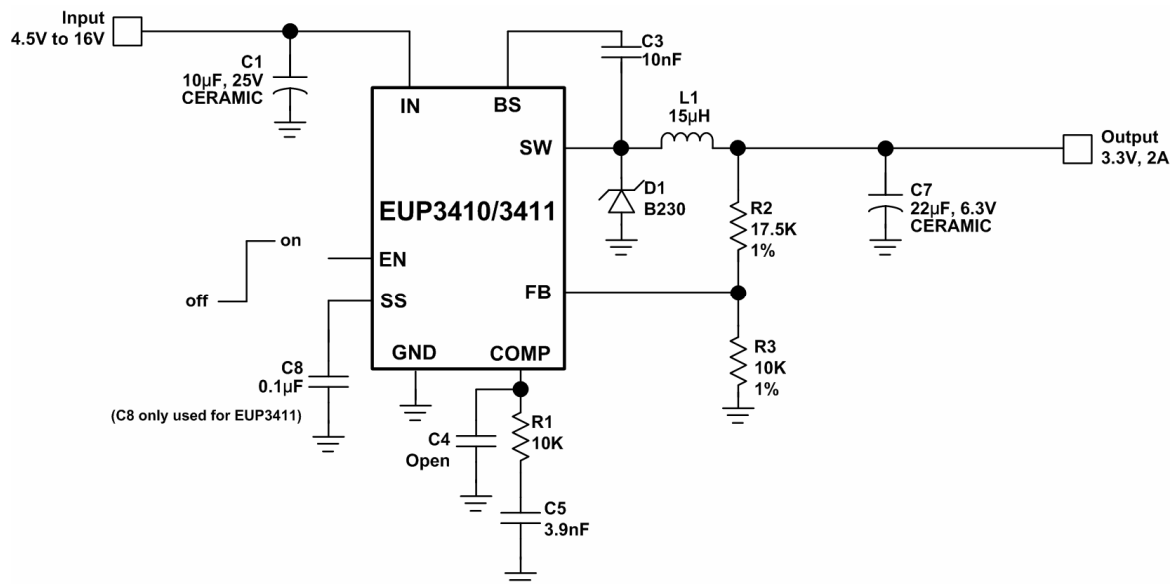 Input
4.5V to 16V
C1
10µF, 25V
CERAMIC
C3
10nF
IN
BS
L1
15µH
SW
Output
3.3V, 2A
D1
B230
C7
22µF, 6.3V
CERAMIC
R2
17.5K
1%
EUP3410/3411
on
off
EN
SS
FB
GND
COMP
R3
10K
1%
C8
0.1µF
(C8 only used for EUP3411)
R1
10K
C4
Open
C5
3.9nF